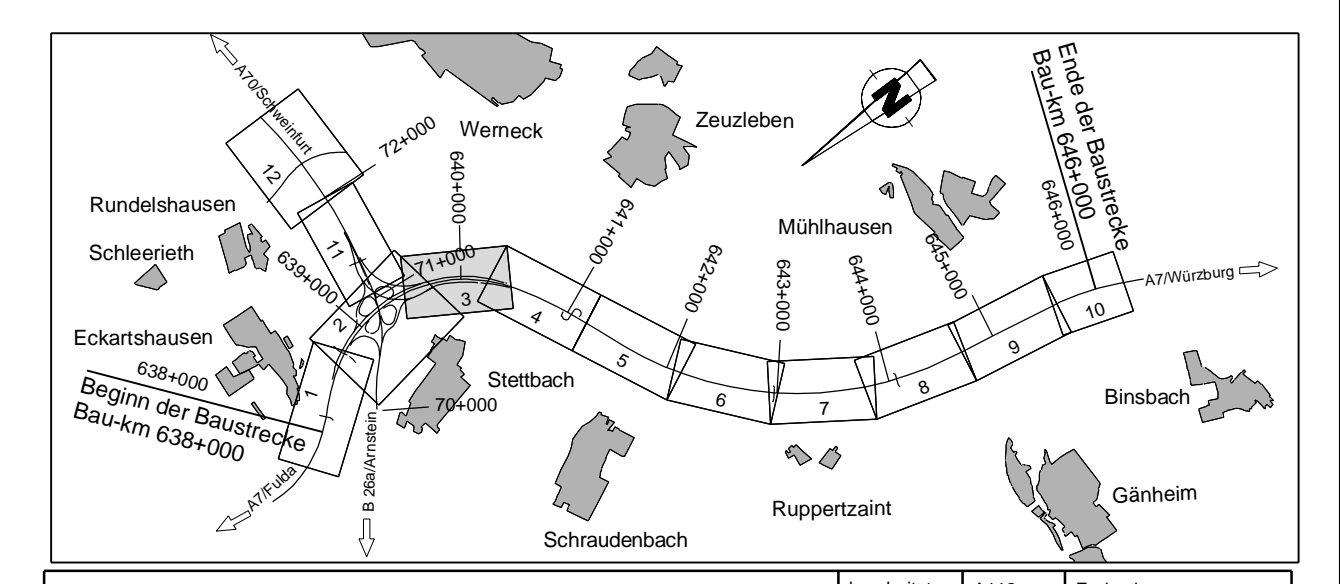 A70/Schweinfurt
Werneck
Zeuzleben
N
Ende der Baustrecke
Bau-km 646+000
646+000
72+000
12
640+000
Rundelshausen
Schleerieth
11
639+000
71+000
641+000
Mühlhausen
642+000
643+000
644+000
645+000
A7/Würzburg
2
3
4
5
6
7
8
9
10
Eckartshausen
638+000
Beginn der Baustrecke
Bau-km 638+000
1
Stettbach
70+000
Binsbach
A7/Fulda
B 26a/Arnstein
Schraudenbach
Ruppertzaint
Gänheim